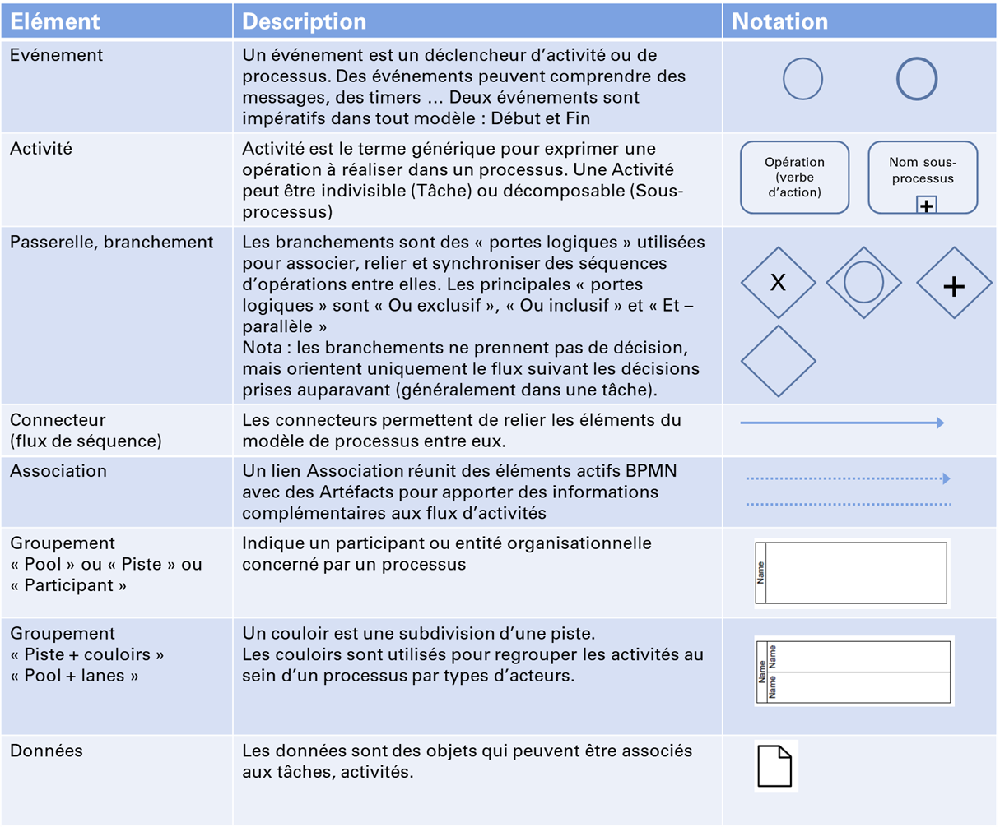 Elément
Description
Notation
Evénement
Un événement est un déclencheur d’activité ou de
processus. Des événements peuvent comprendre des
messages, des timers … Deux événements sont
impératifs dans tout modèle : Début et Fin
Activité
Activité est le terme générique pour exprimer une
opération à réaliser dans un processus. Une Activité
peut être indivisible (Tâche) ou décomposable (Sous-
processus)
Opération
(verbe
d’action)
Nom sous-
processus
+
Passerelle, branchement
Les branchements sont des « portes logiques » utilisées
pour associer, relier et synchroniser des séquences
d’opérations entre elles. Les principales « portes
logiques » sont « Ou exclusif », « Ou inclusif » et « Et –
parallèle »
Nota : les branchements ne prennent pas de décision,
mais orientent uniquement le flux suivant les décisions
prises auparavant (généralement dans une tâche).
X
+
Connecteur
(flux de séquence)
Les connecteurs permettent de relier les éléments du
modèle de processus entre eux.
Association
Un lien Association réunit des éléments actifs BPMN
avec des Artéfacts pour apporter des informations
complémentaires aux flux d’activités
Groupement
« Pool » ou « Piste » ou
« Participant »
Indique un participant ou entité organisationnelle
concerné par un processus
Name
Groupement
« Piste + couloirs »
« Pool + lanes »
Un couloir est une subdivision d’une piste.
Les couloirs sont utilisés pour regrouper les activités au
sein d’un processus par types d’acteurs.
Name
Name
Name
Données
Les données sont des objets qui peuvent être associés
aux tâches, activités.